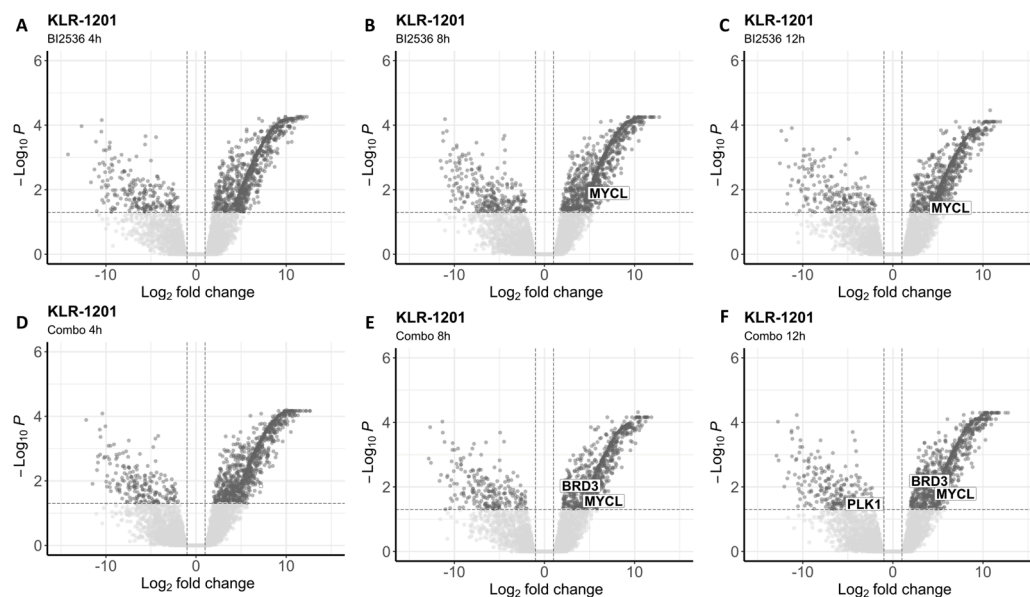 A
KLR-1201
BI2536 4h
6
4
2
0
− Log10 P
-10
0
10
Log2 fold change
B
KLR-1201
BI2536 8h
6
4
2
0
− Log10 P
MYCL
-10
0
10
Log2 fold change
C
KLR-1201
BI2536 12h
6
4
2
0
− Log10 P
MYCL
-10
0
10
Log2 fold change
D
KLR-1201
Combo 4h
6
4
2
0
− Log10 P
-10
0
10
Log2 fold change
E
KLR-1201
Combo 8h
6
4
2
0
− Log10 P
BRD3
MYCL
-10
0
10
Log2 fold change
F
KLR-1201
Combo 12h
6
4
2
0
− Log10 P
BRD3
MYCL
PLK1
-10
0
10
Log2 fold change